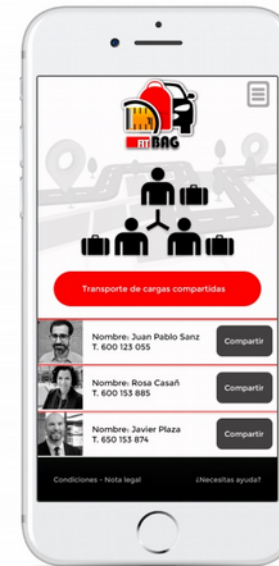 FIT BAG
Transporte de cargas compartidas
Nombre: Juan Pablo Sanz
T. 600 123 055
Compartir
Nombre: Rosa Casañ
T. 600 153 885
Compartir
Nombre: Javier Plaza
T. 650 153 874
Compartir
Condiciones - Nota legal
¿Necesitas ayuda?